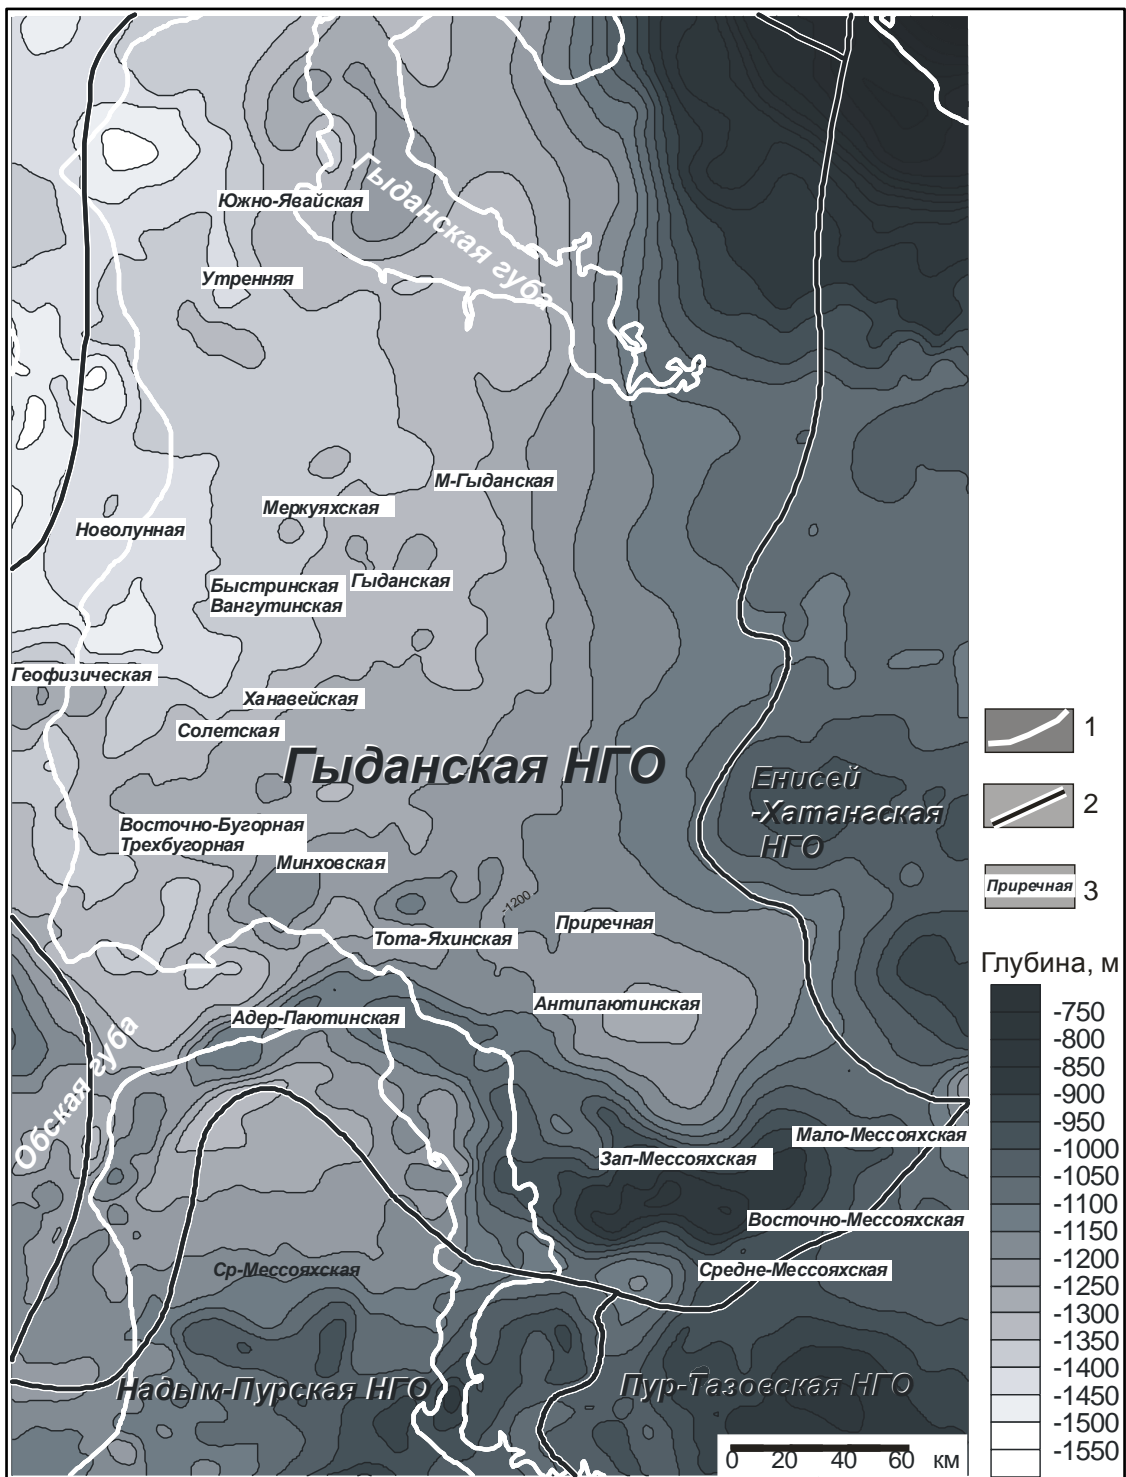 Южно-Явайская
Гыданская губа
Утренняя
М-Гыданская
Меркуяхская
Новолунная
Быстринская
Вангутинская
Гыданская
Геофизическая
Ханавейская
Солетская
Гыданская НГО
Енисей
-Хатангская
НГО
Восточно-Бугорная
Трехбугорная
Минховская
-1200
Приречная
Тота-Яхинская
Антипаютинская
Адер-Паютинская
Обская губа
Мало-Мессояхская
Зап-Мессояхская
Восточно-Мессояхская
Ср-Мессояхская
Средне-Мессояхская
Надым-Пурская НГО
Пур-Тазовская НГО
0 20 40 60 км
1
2
Приречная 3
Глубина, м
-750
-800
-850
-900
-950
-1000
-1050
-1100
-1150
-1200
-1250
-1300
-1350
-1400
-1450
-1500
-1550